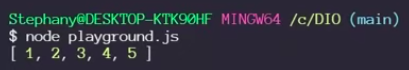 Stephany@DESKTOP-KTK90HF MINGW64 /c/DIO (main)
$ node playground.js
[ 1, 2, 3, 4, 5 ]